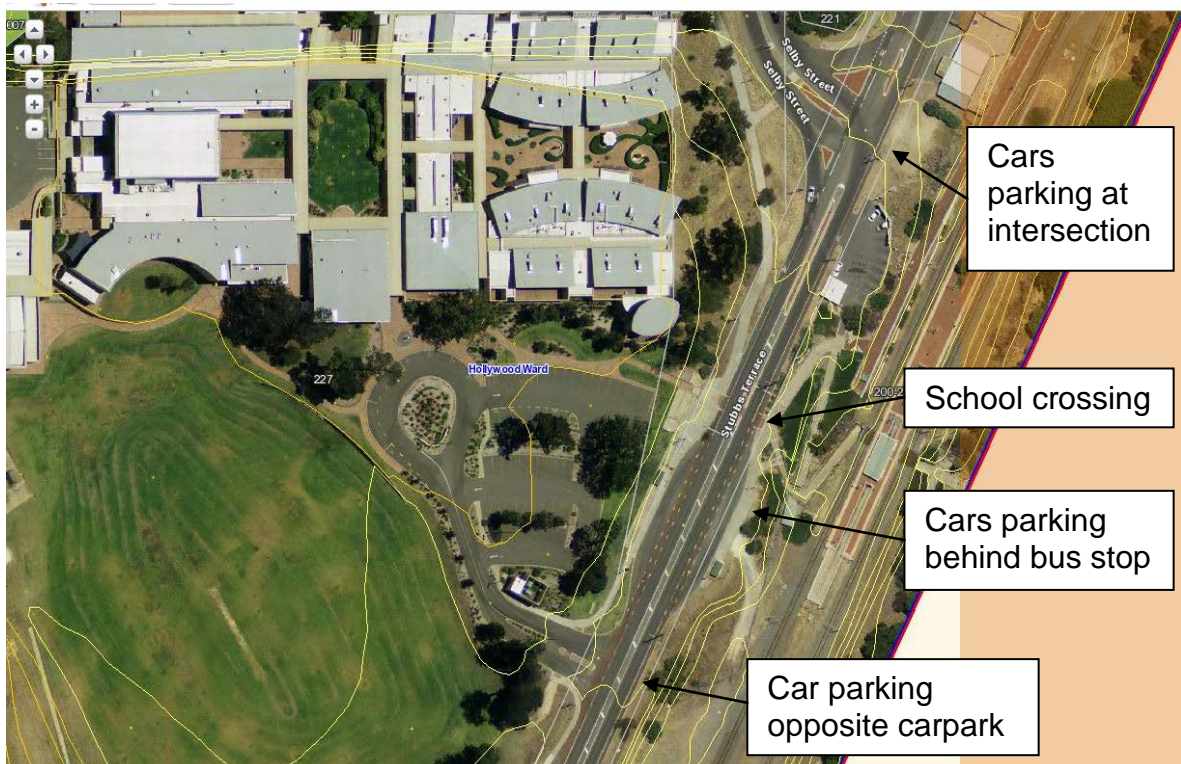 007
221
Selby Street
Selby Street
Cars
parking at
intersection
Hollywood Ward
227
Stubbs Terrace
School crossing
Cars parking
behind bus stop
Car parking
opposite carpark